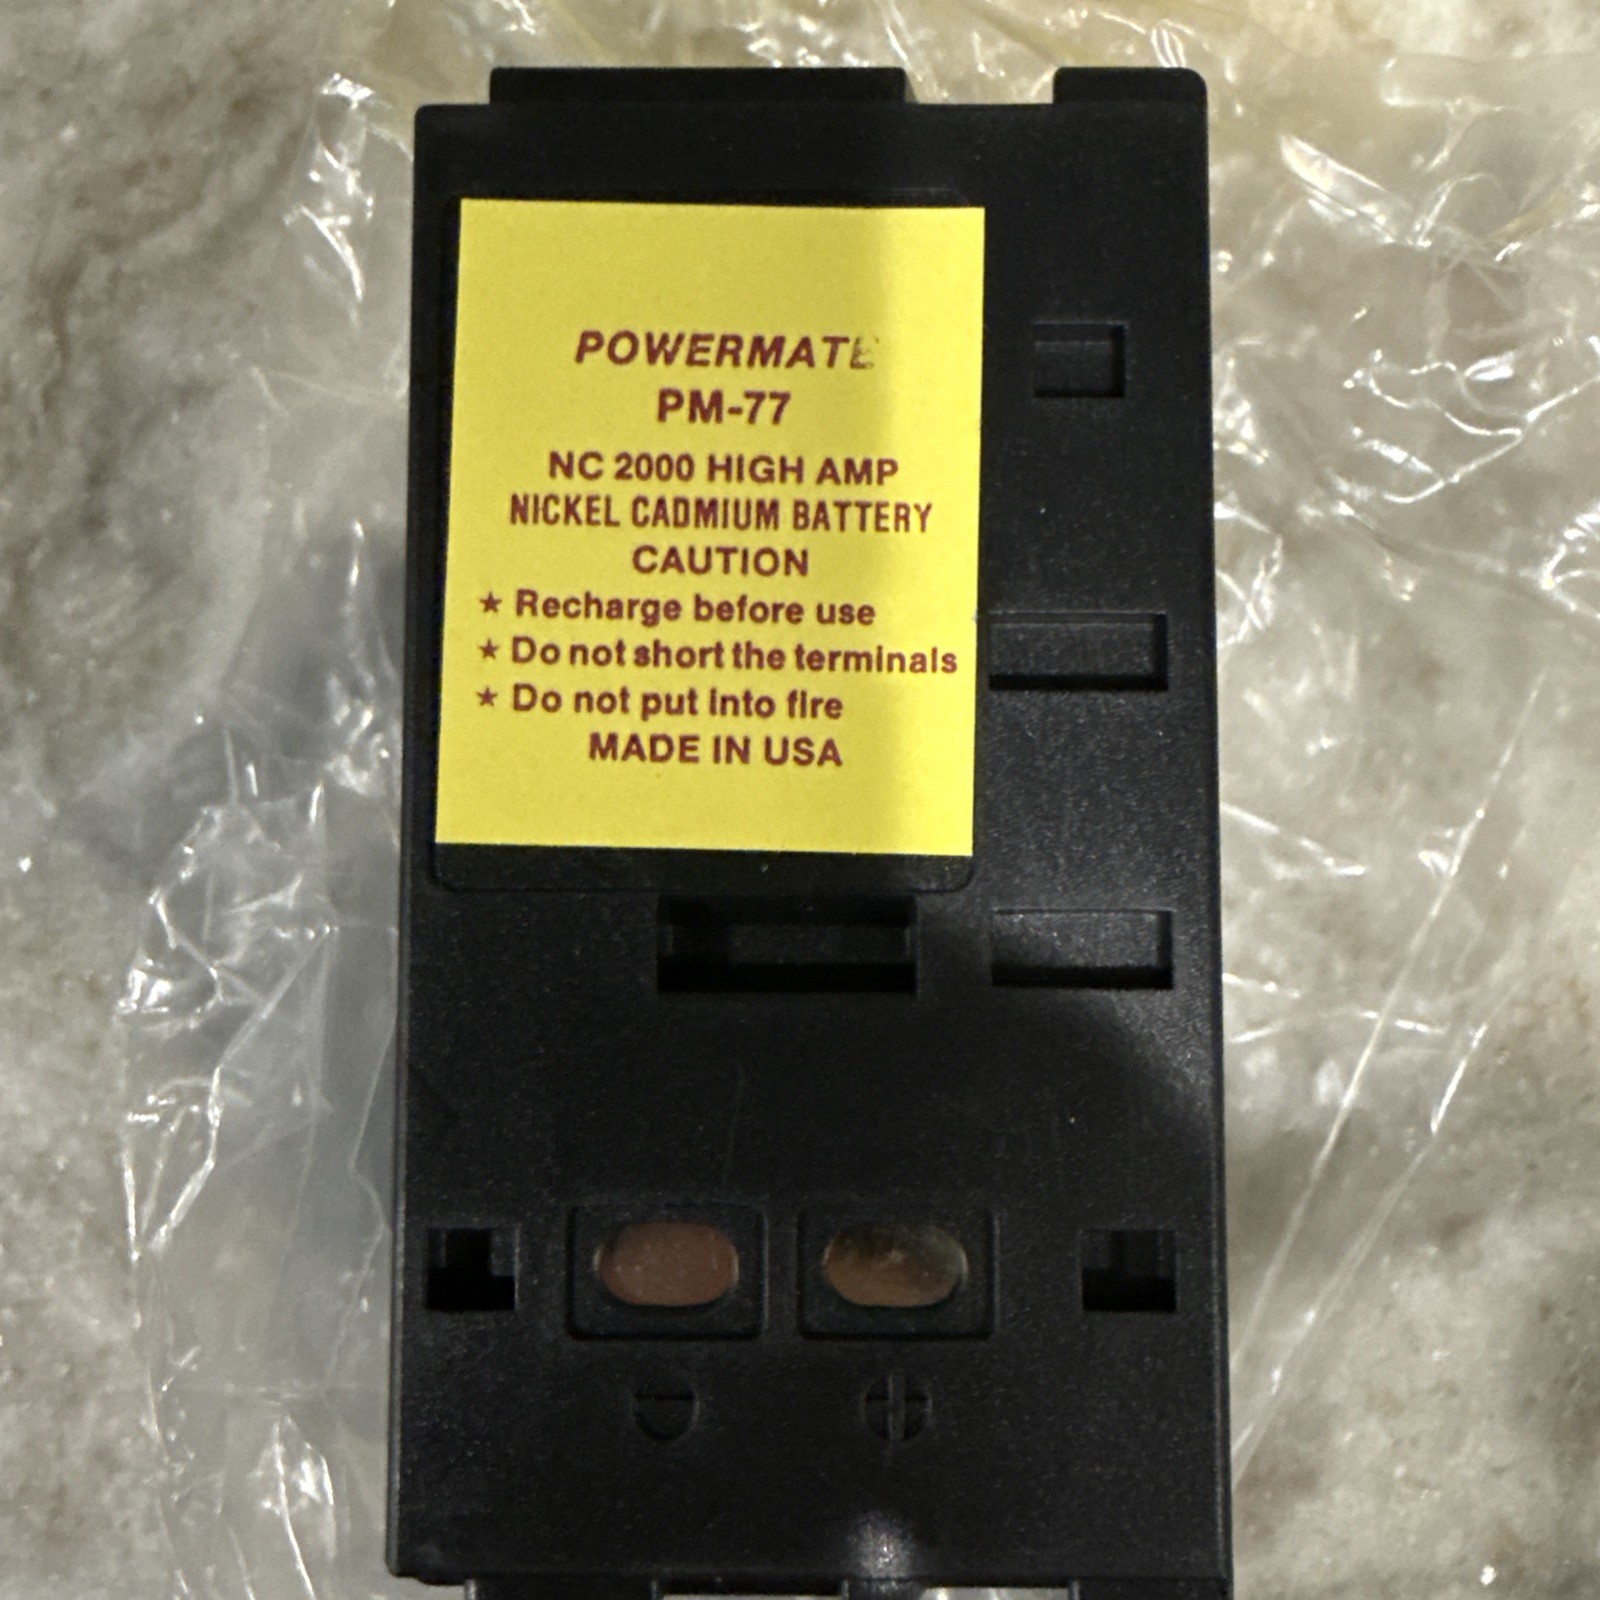 POWERMATE
PM-77
NC 2000 HIGH AMP
NICKEL CADMIUM BATTERY
CAUTION
★ Recharge before use
★ Do not short the terminals
★ Do not put into fire
MADE IN USA
− +